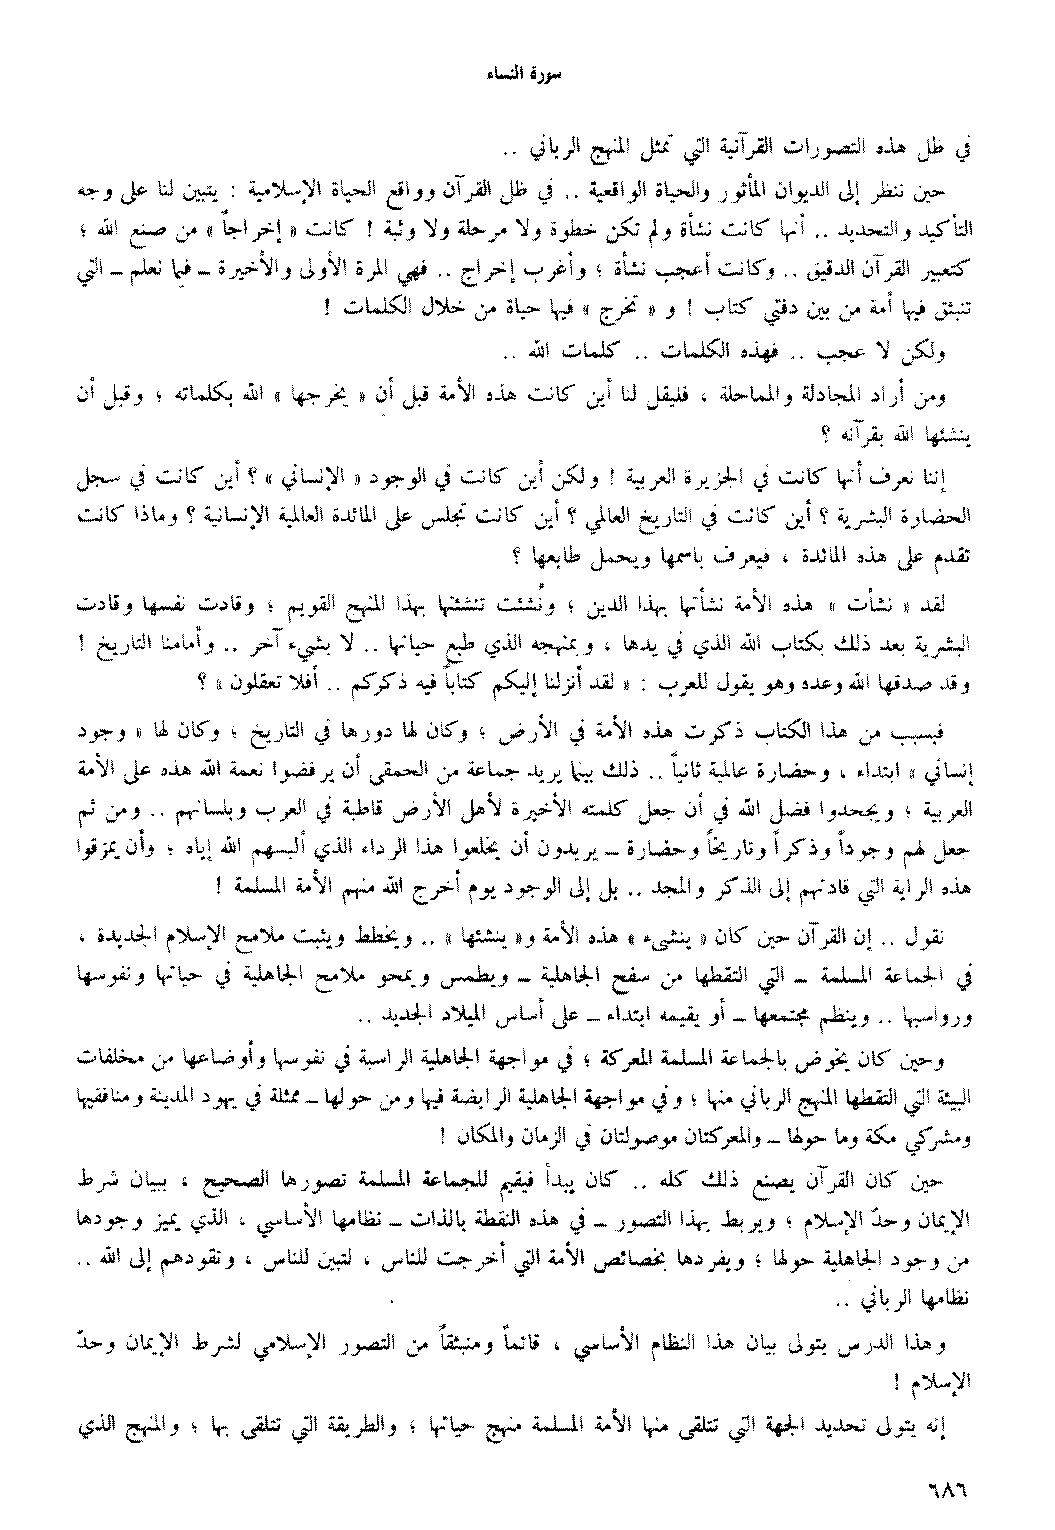 سورة النساء
في ظل هذه التصورات القرآنية التي تمثل المنهج الرباني ..
حين ننظر إلى الديوان المأثور والحياة الواقعية .. في ظل القرآن وواقع الحياة الإسلامية : يتبين لنا على وجه
التأكيد والتحديد .. أنها كانت نشأة ولم تكن خطوة ولا مرحلة ولا وثبة ! كانت « إخراجاً » من صنع الله ؛
كتعبير القرآن الدقيق .. وكانت أعجب نشأة ؛ وأغرب إخراج .. فهي المرة الأولى والأخيرة – فيما نعلم – التي
تنبثق فيها أمة من بين دفتي كتاب ! و « تخرج » فيها حياة من خلال الكلمات !
ولكن لا عجب .. فهذه الكلمات .. كلمات الله ..
ومن أراد المجادلة والمماحلة ، فليقل لنا أين كانت هذه الأمة قبل أن « يخرجها » الله بكلماته ؛ وقبل أن
ينشئها الله بقرآنه ؟
إننا نعرف أنها كانت في الجزيرة العربية ! ولكن أين كانت في الوجود « الإنساني » ؟ أين كانت في سجل
الحضارة البشرية ؟ أين كانت في التاريخ العالمي ؟ أين كانت تجلس على المائدة العالمية الإنسانية ؟ وماذا كانت
تقدم على هذه المائدة ، فيعرف باسمها ويحمل طابعها ؟
لقد « نشأت » هذه الأمة نشأتها بهذا الدين ؛ ونُشئت تنشئتها بهذا المنهج القويم ؛ وقادت نفسها وقادت
البشرية بعد ذلك بكتاب الله الذي في يدها ، وبمنهجه الذي طبع حياتها .. لا بشيء آخر .. وأمامنا التاريخ !
وقد صدقها الله وعده وهو يقول للعرب : « لقد أنزلنا إليكم كتاباً فيه ذكركم .. أفلا تعقلون » ؟
فبسبب من هذا الكتاب ذكرت هذه الأمة في الأرض ؛ وكان لها دورها في التاريخ ؛ وكان لها « وجود
إنساني » ابتداء ، وحضارة عالمية ثانياً .. ذلك بينما يريد جماعة من الحمقى أن يرفضوا نعمة الله هذه على الأمة
العربية ؛ ويجحدوا فضل الله في أن جعل كلمته الأخيرة لأهل الأرض قاطبة في العرب وبلسانهم .. ومن ثم
جعل لهم وجوداً وذكراً وتاريخاً وحضارة – يريدون أن يخلعوا هذا الرداء الذي ألبسهم الله إياه ؛ وأن يمزقوا
هذه الراية التي قادتهم إلى الذكر والمجد .. بل إلى الوجود يوم أخرج الله منهم الأمة المسلمة !
نقول .. إن القرآن حين كان « ينشىء » هذه الأمة و« ينشئها » .. ويخطط ويثبت ملامح الإسلام الجديدة ،
في الجماعة المسلمة – التي التقطها من سفح الجاهلية – ويطمس ويمحو ملامح الجاهلية في حياتها ونفوسها
ورواسبها .. وينظم مجتمعها – أو يقيمه ابتداء – على أساس الميلاد الجديد ..
وحين كان يخوض بالجماعة المسلمة المعركة ؛ في مواجهة الجاهلية الراسبة في نفوسها وأوضاعها من مخلفات
البيئة التي التقطها المنهج الرباني منها ؛ وفي مواجهة الجاهلية الرابضة فيها ومن حولها – ممثلة في يهود المدينة ومنافقيها
ومشركي مكة وما حولها – والمعركتان موصولتان في الزمان والمكان !
حين كان القرآن يصنع ذلك كله .. كان يبدأ فيقيم للجماعة المسلمة تصورها الصحيح ، ببيان شرط
الإيمان وحدّ الإسلام ؛ ويربط بهذا التصور – في هذه النقطة بالذات – نظامها الأساسي ، الذي يميز وجودها
من وجود الجاهلية حولها ؛ ويفردها بخصائص الأمة التي أخرجت للناس ، لتبين للناس ، وتقودهم إلى الله ..
نظامها الرباني ..
وهذا الدرس يتولى بيان هذا النظام الأساسي ، قائماً ومنبثقاً من التصور الإسلامي لشرط الإيمان وحدّ
الإسلام !
إنه يتولى تحديد الجهة التي تتلقى منها الأمة المسلمة منهج حياتها ؛ والطريقة التي تتلقى بها ؛ والمنهج الذي
٦٨٦